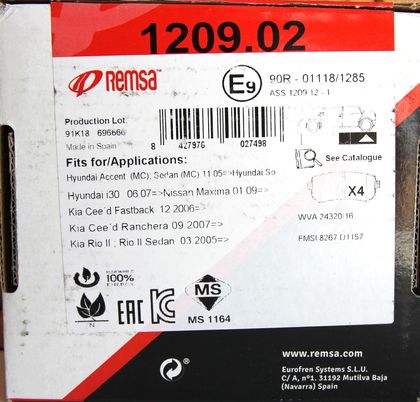 1209.02
REMSA
E9 90R - 01118/1285
ASS 1209 12 - 1
Production Lot:
91K18 696666
Made in Spain
8 427976 027498
See Catalogue
Fits for/Applications:
Hyundai Accent (MC); Sedan (MC) 11.05=>Hyundai So
Hyundai i30 06.07=>Nissan Maxima 01.09=>
Kia Cee´d Fastback 12.2006=>
Kia Cee´d Ranchera 09.2007=>
Kia Rio II ; Rio II Sedan 03.2005=>
X4
WVA 24320/16
FMSI 8267 D1157
100%
N
EAC
MS
MS 1164
www.remsa.com
Eurofren Systems S.L.U.
C/ A, nº1. 31192 Mutilva Baja
(Navarra) Spain